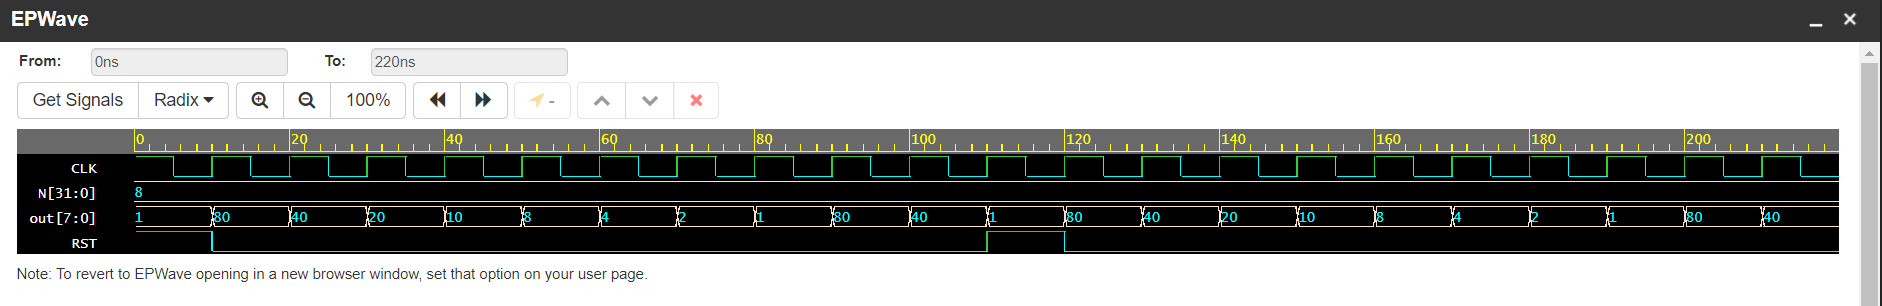 EPWave
From: 0ns To: 220ns
Get Signals Radix 100% -
0 20 40 60 80 100 120 140 160 180 200
CLK
N[31:0] 8
out[7:0] 1 80 40 20 10 8 4 2 1 80 40 1 80 40 20 10 8 4 2 1 80 40
RST
Note: To revert to EPWave opening in a new browser window, set that option on your user page.